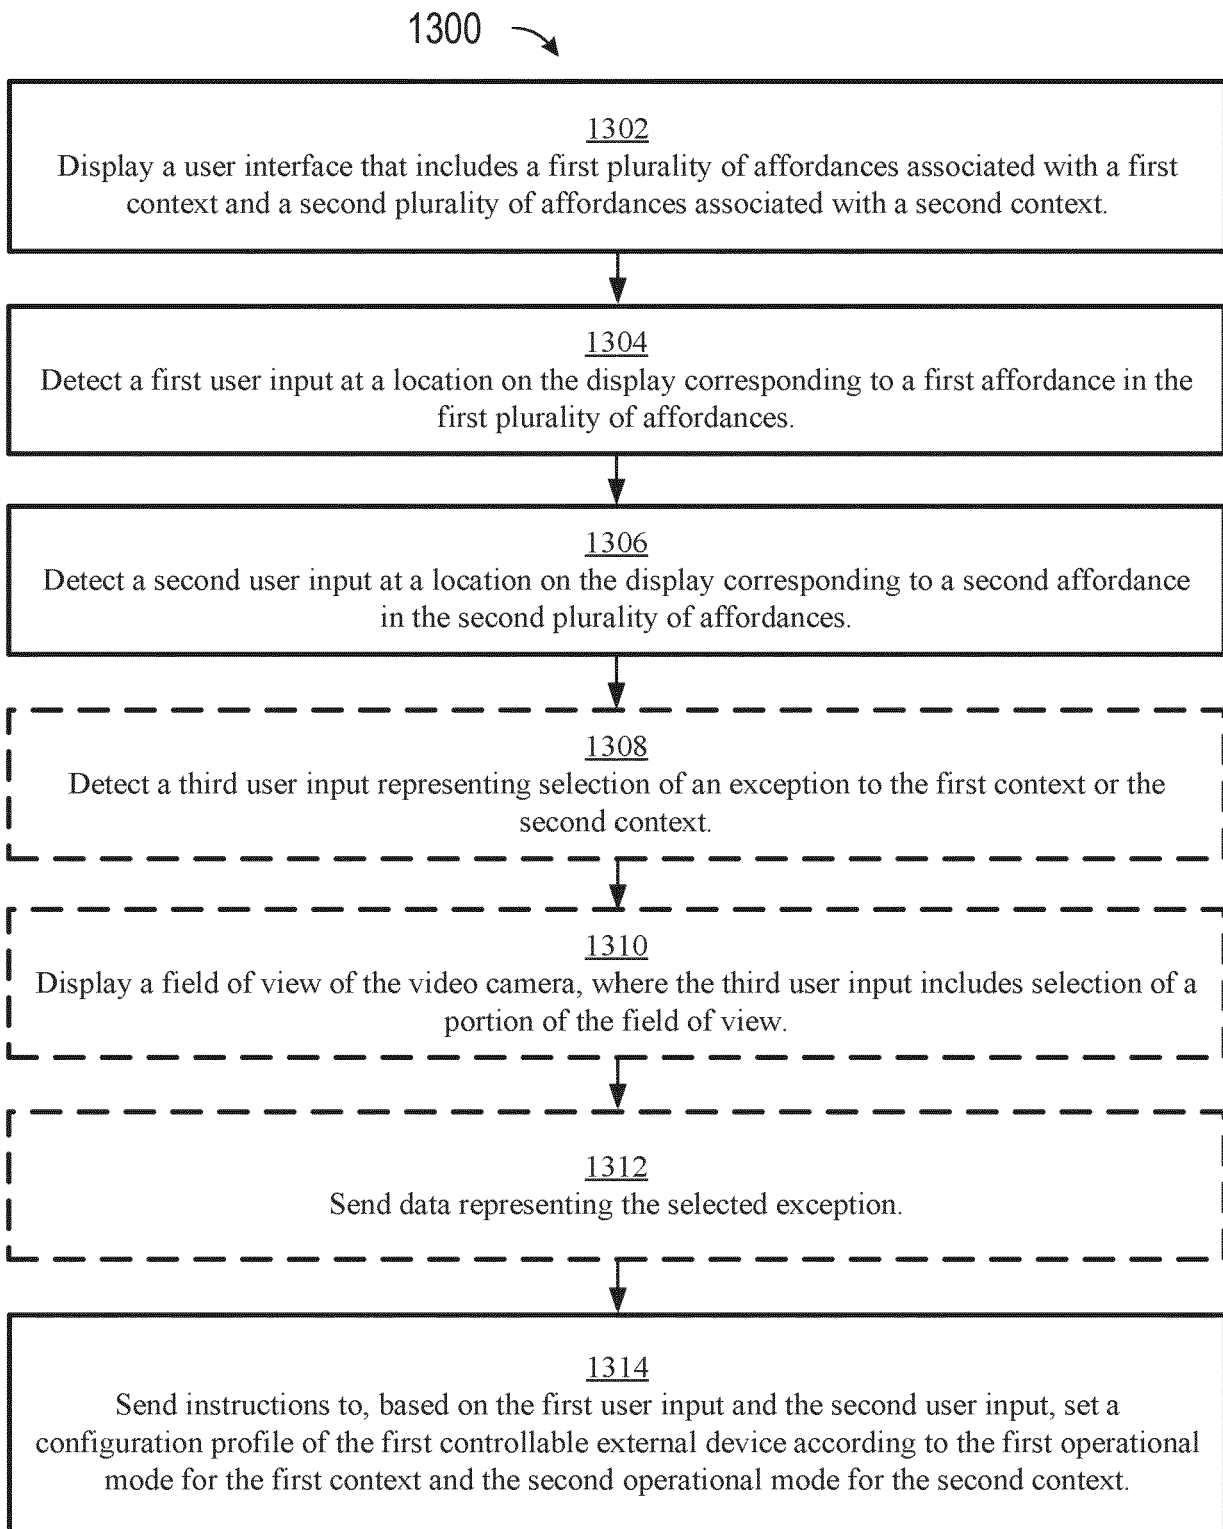 1300
1302
Display a user interface that includes a first plurality of affordances associated with a first
context and a second plurality of affordances associated with a second context.
1304
Detect a first user input at a location on the display corresponding to a first affordance in the
first plurality of affordances.
1306
Detect a second user input at a location on the display corresponding to a second affordance
in the second plurality of affordances.
1308
Detect a third user input representing selection of an exception to the first context or the
second context.
1310
Display a field of view of the video camera, where the third user input includes selection of a
portion of the field of view.
1312
Send data representing the selected exception.
1314
Send instructions to, based on the first user input and the second user input, set a
configuration profile of the first controllable external device according to the first operational
mode for the first context and the second operational mode for the second context.